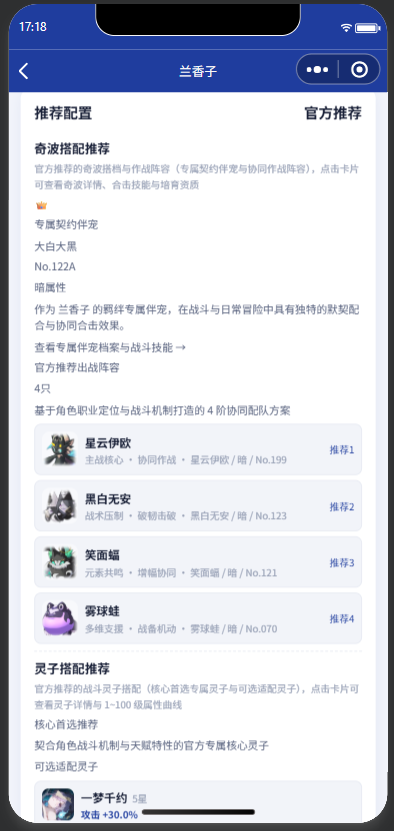 17:18
兰香子
推荐配置 官方推荐
奇波搭配推荐
官方推荐的奇波搭档与作战阵容（专属契约伴宠与协同作战阵容），点击卡片
可查看奇波详情、合击技能与培育资质
专属契约伴宠
大白大黑
No.122A
暗属性
作为 兰香子 的羁绊专属伴宠，在战斗与日常冒险中具有独特的默契配
合与协同合击效果。
查看专属伴宠档案与战斗技能 →
官方推荐出战阵容
4只
基于角色职业定位与战斗机制打造的 4 阶协同配队方案
星云伊欧
主战核心 · 协同作战 · 星云伊欧 / 暗 / No.199
推荐1
黑白无安
战术压制 · 破韧击破 · 黑白无安 / 暗 / No.123
推荐2
笑面蝠
元素共鸣 · 增幅协同 · 笑面蝠 / 暗 / No.121
推荐3
雾球蛙
多维支援 · 战备机动 · 雾球蛙 / 暗 / No.070
推荐4
灵子搭配推荐
官方推荐的战斗灵子搭配（核心首选专属灵子与可选适配灵子），点击卡片可
查看灵子详情与 1~100 级属性曲线
核心首选推荐
契合角色战斗机制与天赋特性的官方专属核心灵子
可选适配灵子
一梦千约 5星
攻击 +30.0%